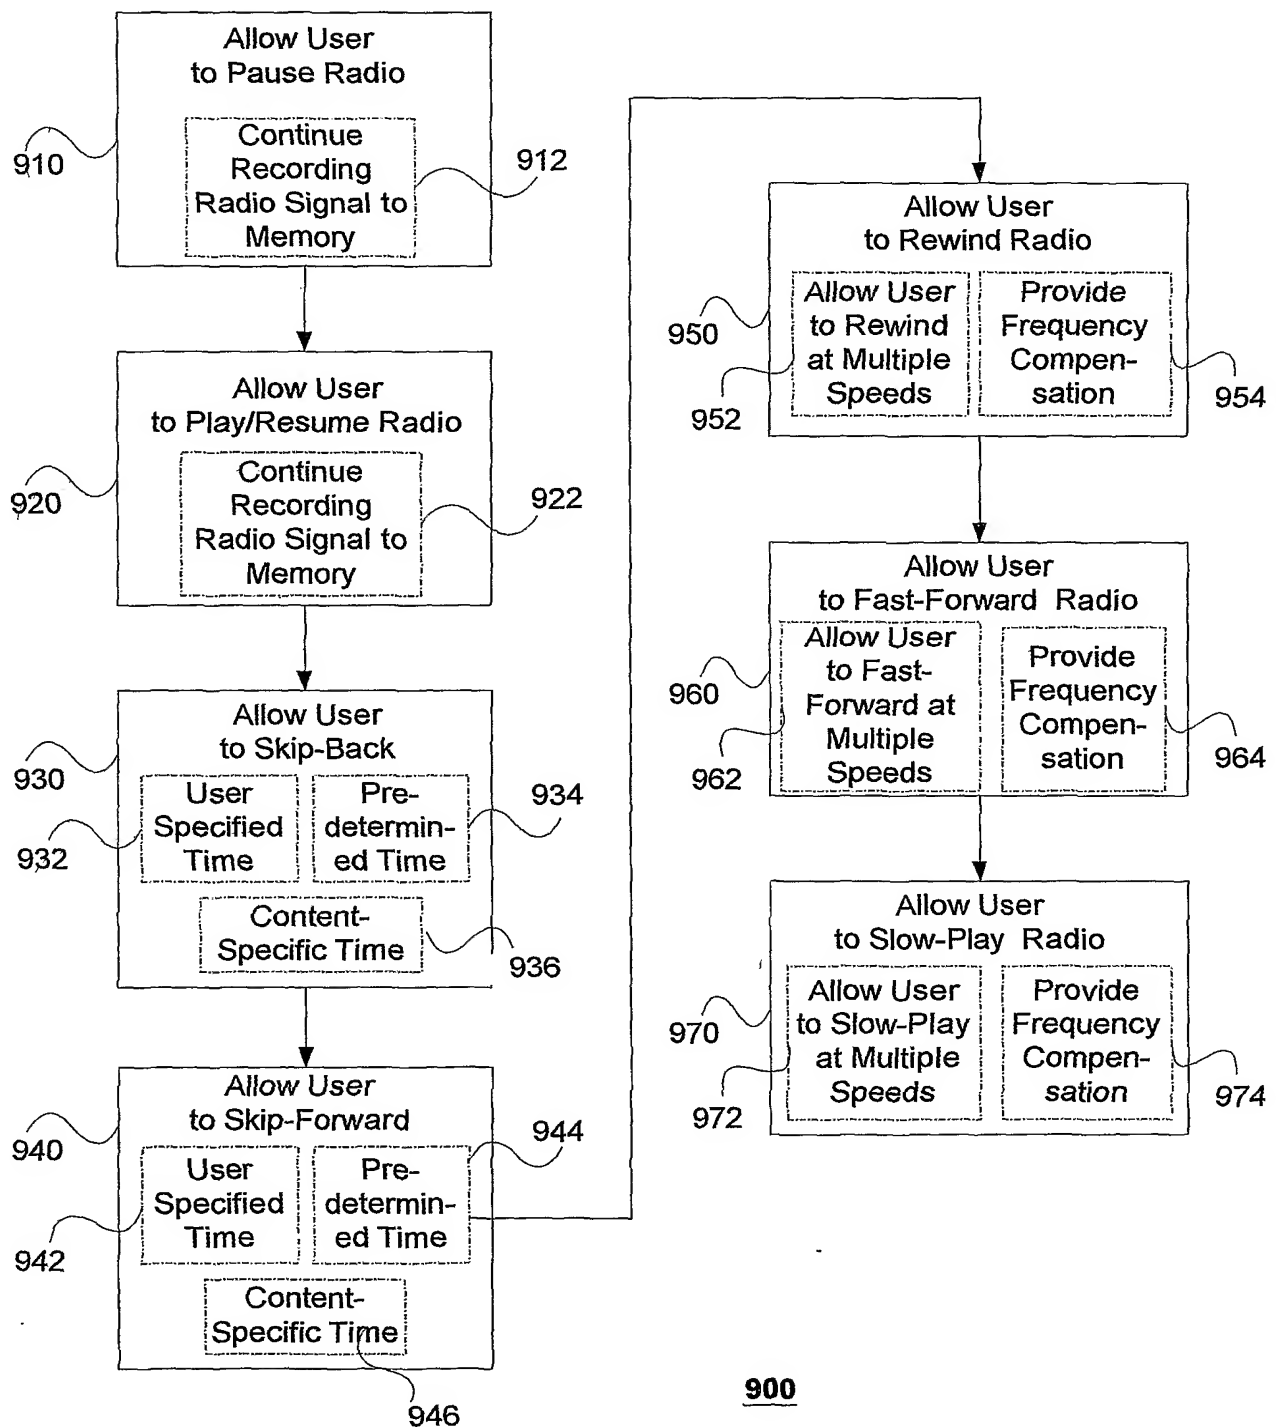 Allow User
to Pause Radio
Continue
Recording
Radio Signal to
Memory
910
912
Allow User
to Play/Resume Radio
Continue
Recording
Radio Signal to
Memory
920
922
Allow User
to Skip-Back
User
Specified
Time
Pre-
determin-
ed Time
Content-
Specific Time
930
932
934
936
Allow User
to Skip-Forward
User
Specified
Time
Pre-
determin-
ed Time
Content-
Specific Time
940
942
944
946
Allow User
to Rewind Radio
Allow User
to Rewind
at Multiple
Speeds
Provide
Frequency
Compen-
sation
950
952
954
Allow User
to Fast-Forward Radio
Allow User
to Fast-
Forward at
Multiple
Speeds
Provide
Frequency
Compen-
sation
960
962
964
Allow User
to Slow-Play Radio
Allow User
to Slow-Play
at Multiple
Speeds
Provide
Frequency
Compen-
sation
970
972
974
900